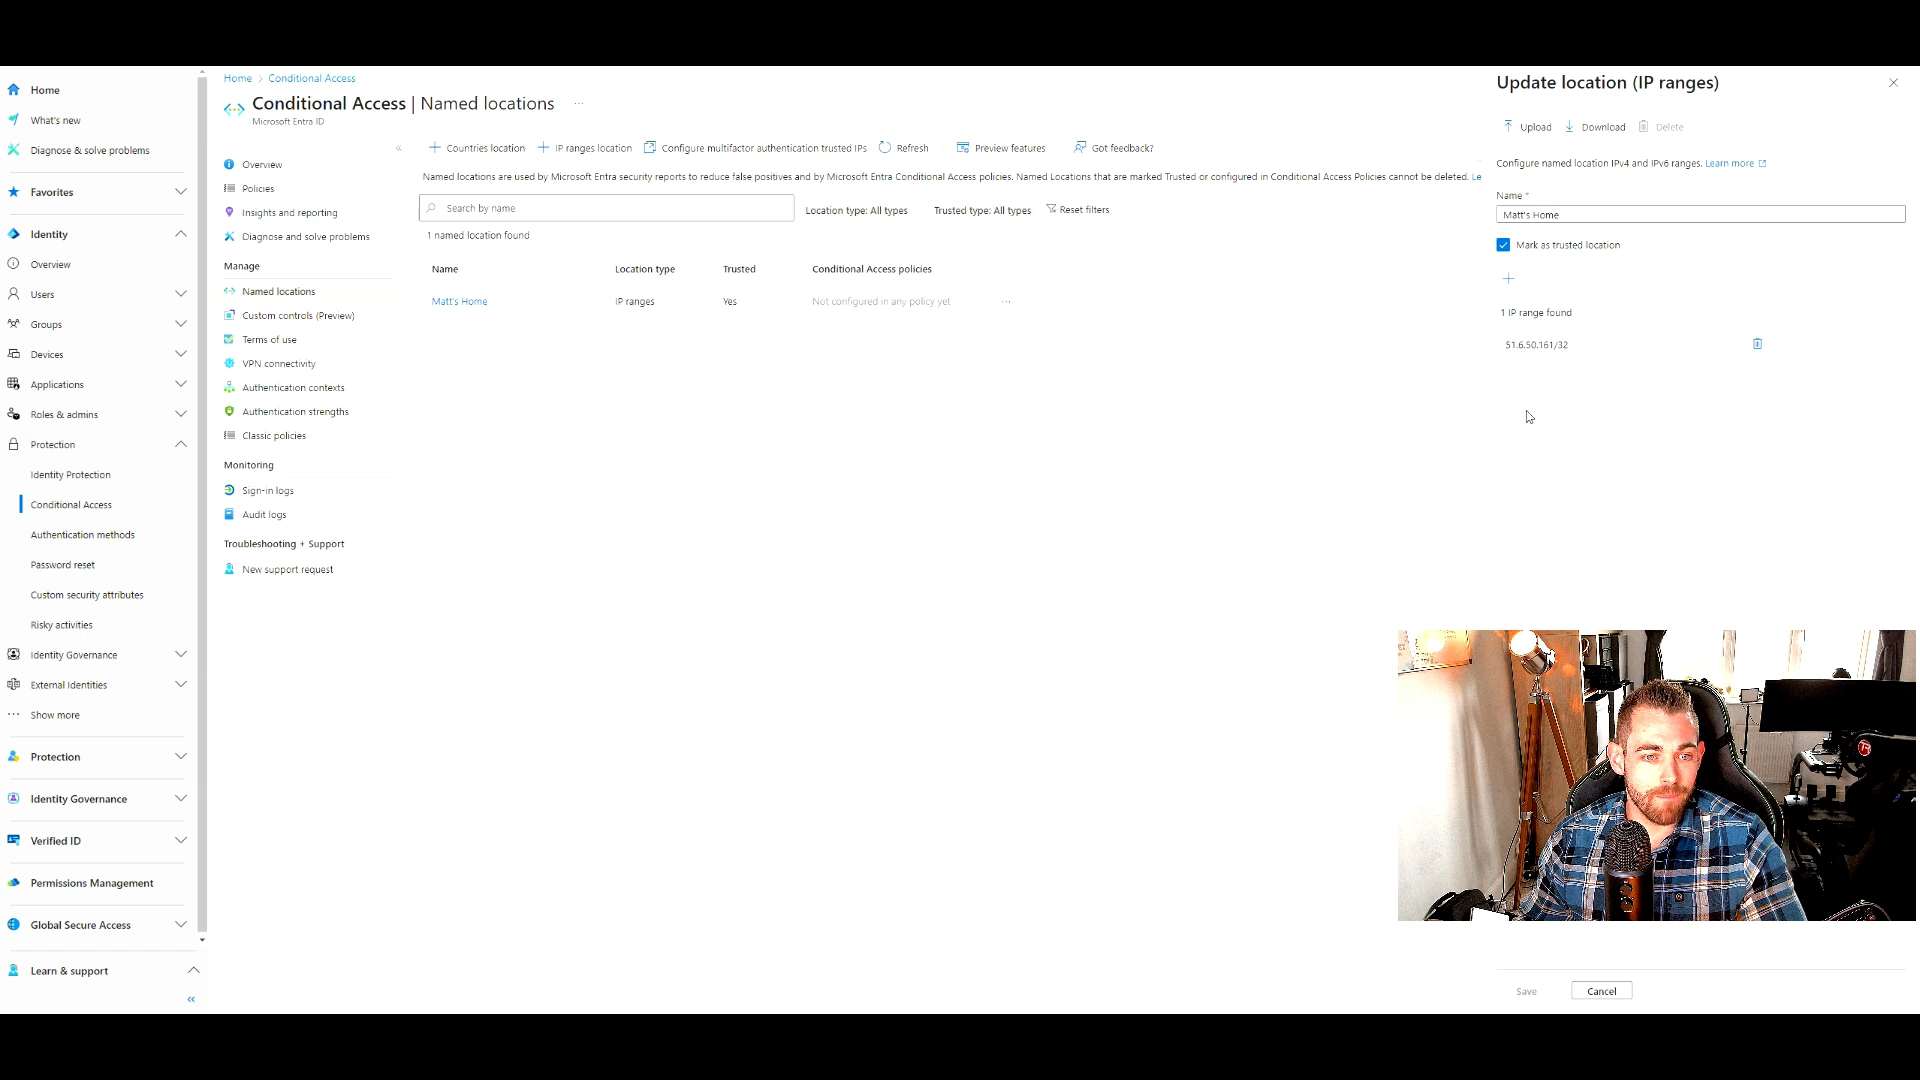 Home
What's new
Diagnose & solve problems
Favorites
Identity
Overview
Users
Groups
Devices
Applications
Roles & admins
Protection
Identity Protection
Conditional Access
Authentication methods
Password reset
Custom security attributes
Risky activities
Identity Governance
External Identities
Show more
Protection
Identity Governance
Verified ID
Permissions Management
Global Secure Access
Learn & support
Home > Conditional Access
Conditional Access | Named locations
Microsoft Entra ID
Overview
Policies
Insights and reporting
Diagnose and solve problems
Manage
Named locations
Custom controls (Preview)
Terms of use
VPN connectivity
Authentication contexts
Authentication strengths
Classic policies
Monitoring
Sign-in logs
Audit logs
Troubleshooting + Support
New support request
Countries location IP ranges location Configure multifactor authentication trusted IPs Refresh Preview features Got feedback?
Named locations are used by Microsoft Entra security reports to reduce false positives and by Microsoft Entra Conditional Access policies. Named Locations that are marked Trusted or configured in Conditional Access Policies cannot be deleted. Le
Search by name Location type: All types Trusted type: All types Reset filters
1 named location found
Name Location type Trusted Conditional Access policies
Matt's Home IP ranges Yes Not configured in any policy yet
Update location (IP ranges)
Upload Download Delete
Configure named location IPv4 and IPv6 ranges. Learn more
Name *
Matt's Home
Mark as trusted location
1 IP range found
51.6.50.161/32
Save Cancel